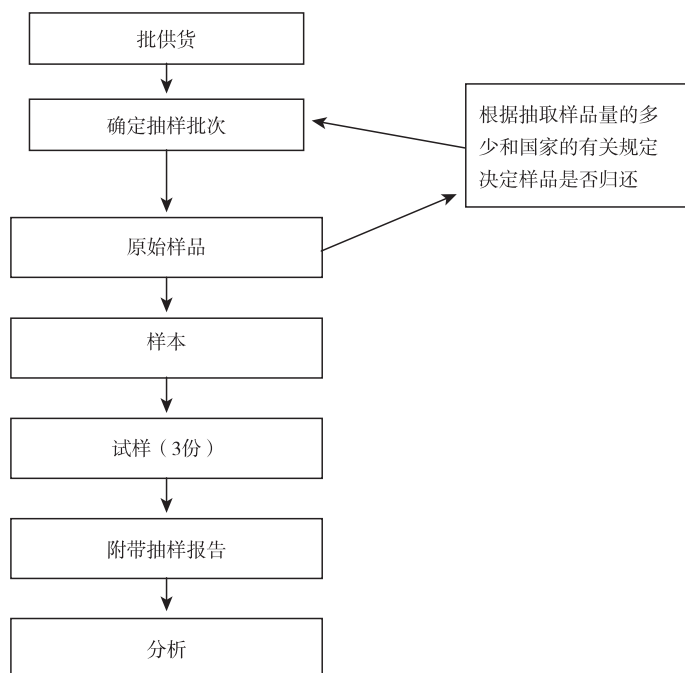 批供货
确定抽样批次
根据抽取样品量的多
少和国家的有关规定
决定样品是否归还
原始样品
样本
试样（3份）
附带抽样报告
分析